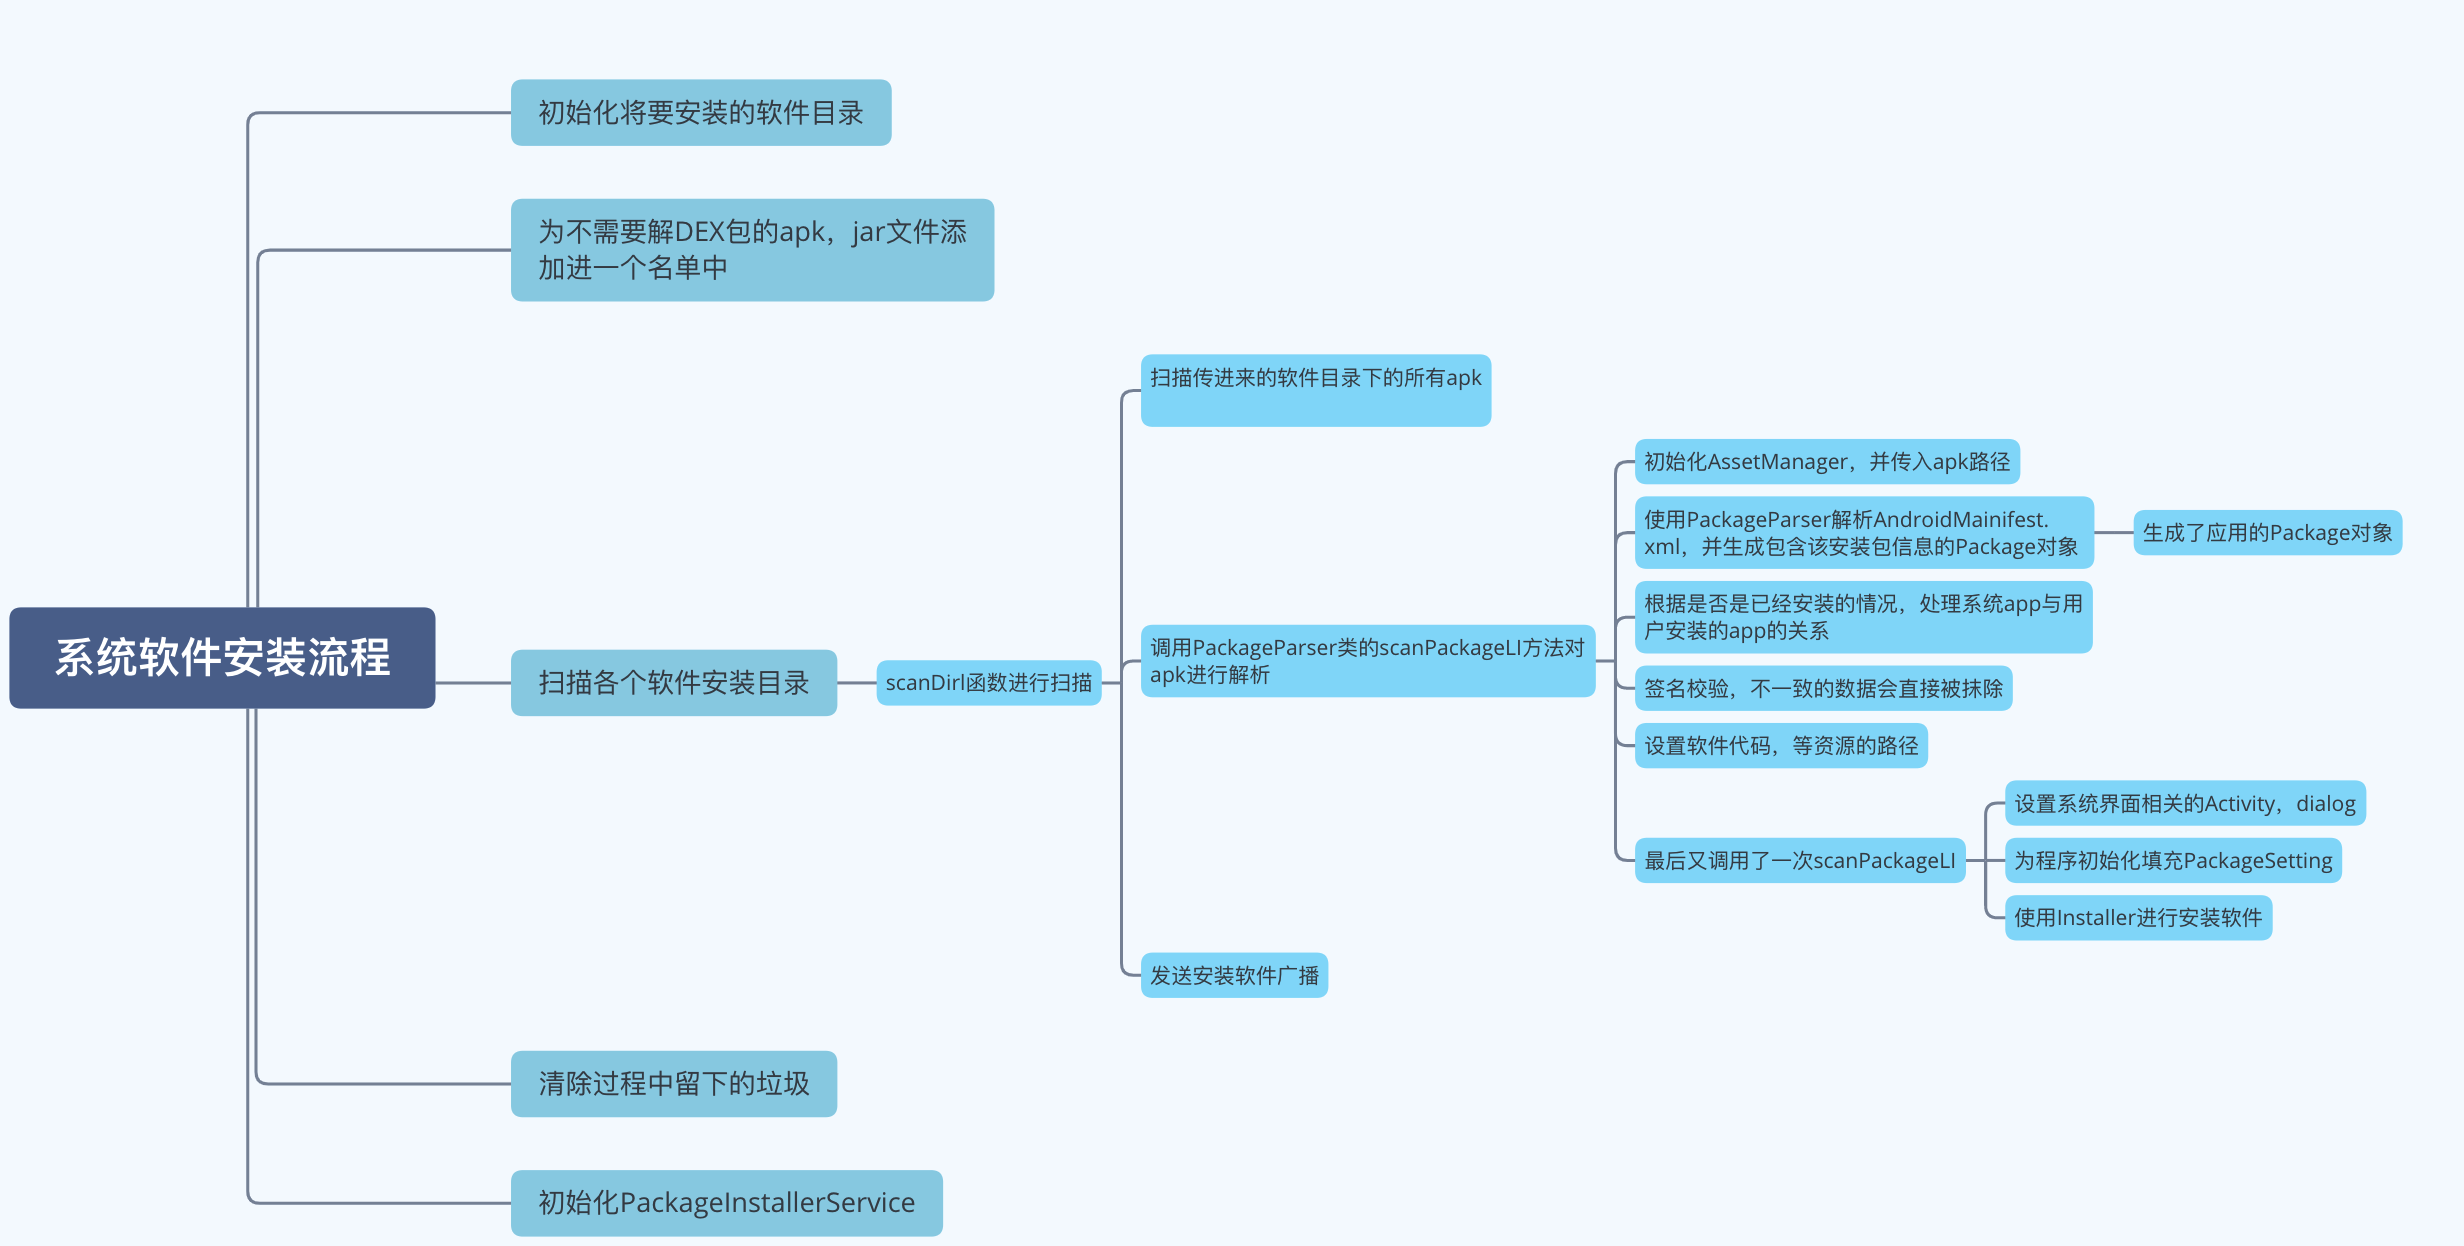 初始化将要安装的软件目录
为不需要解DEX包的apk，jar文件添
加进一个名单中
扫描传进来的软件目录下的所有apk
初始化AssetManager，并传入apk路径
使用PackageParser解析AndroidMainifest.
xml，并生成包含该安装包信息的Package对象
生成了应用的Package对象
根据是否是已经安装的情况，处理系统app与用
户安装的app的关系
系统软件安装流程
扫描各个软件安装目录
scanDirl函数进行扫描
调用PackageParser类的scanPackageLI方法对
apk进行解析
签名校验，不一致的数据会直接被抹除
设置软件代码，等资源的路径
最后又调用了一次scanPackageLI
设置系统界面相关的Activity，dialog
为程序初始化填充PackageSetting
使用Installer进行安装软件
发送安装软件广播
清除过程中留下的垃圾
初始化PackageInstallerService